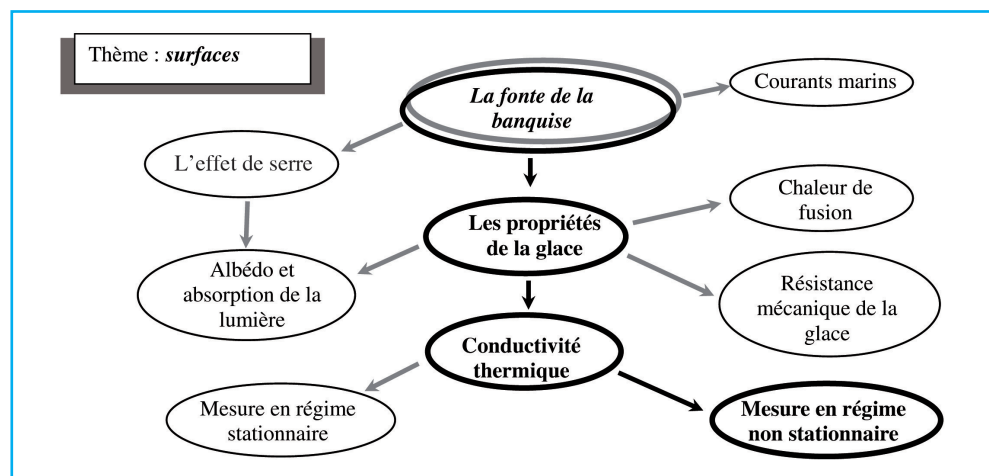 Thème : surfaces
La fonte de la
banquise
Courants marins
L'effet de serre
Chaleur de
fusion
Les propriétés
de la glace
Albédo et
absorption de la
lumière
Résistance
mécanique de la
glace
Conductivité
thermique
Mesure en régime
stationnaire
Mesure en régime
non stationnaire